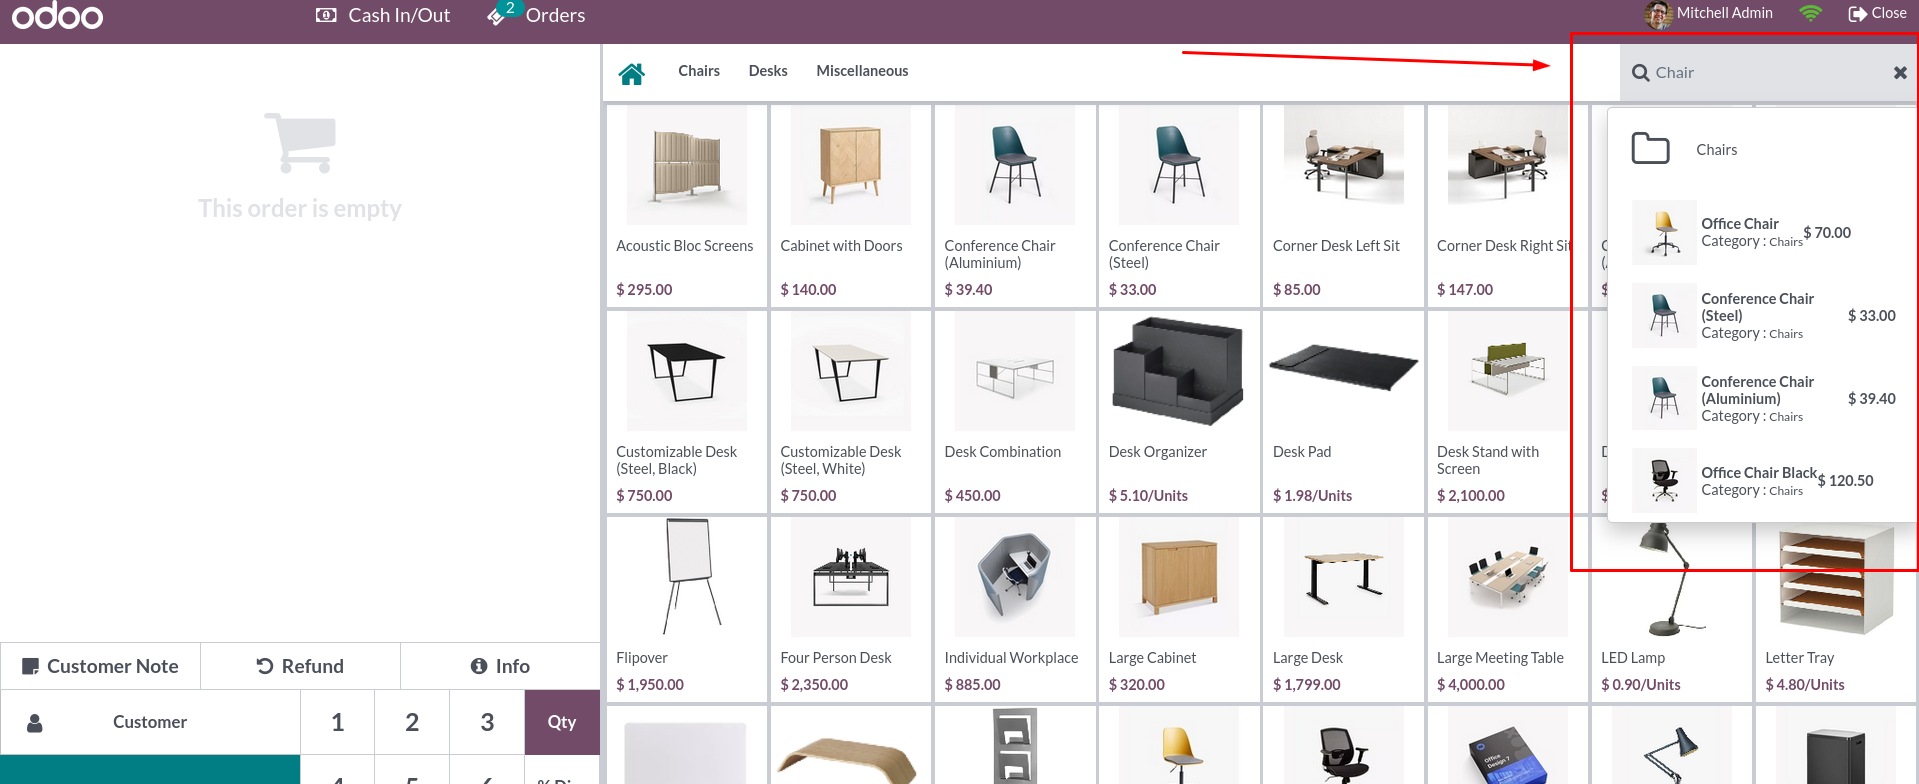 odoo
Cash In/Out
2
Orders
Mitchell Admin
Close
Chairs
Desks
Miscellaneous
Chair
This order is empty
Acoustic Bloc Screens
$ 295.00
Cabinet with Doors
$ 140.00
Conference Chair
(Aluminium)
$ 39.40
Conference Chair
(Steel)
$ 33.00
Corner Desk Left Sit
$ 85.00
Corner Desk Right Sit
$ 147.00
Chairs
Office Chair
Category : Chairs
$ 70.00
Conference Chair
(Steel)
Category : Chairs
$ 33.00
Conference Chair
(Aluminium)
Category : Chairs
$ 39.40
Office Chair Black
Category : Chairs
$ 120.50
Customizable Desk
(Steel, Black)
$ 750.00
Customizable Desk
(Steel, White)
$ 750.00
Desk Combination
$ 450.00
Desk Organizer
$ 5.10/Units
Desk Pad
$ 1.98/Units
Desk Stand with
Screen
$ 2,100.00
Flipover
$ 1,950.00
Four Person Desk
$ 2,350.00
Individual Workplace
$ 885.00
Large Cabinet
$ 320.00
Large Desk
$ 1,799.00
Large Meeting Table
$ 4,000.00
LED Lamp
$ 0.90/Units
Letter Tray
$ 4.80/Units
Office
Design 7
Customer Note
Refund
Info
Customer
1
2
3
Qty